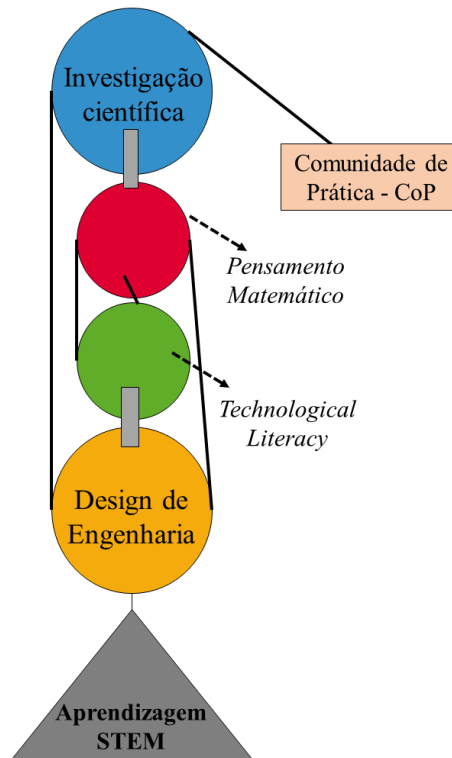 Investigação
científica
Comunidade de
Prática - CoP
Pensamento
Matemático
Technological
Literacy
Design de
Engenharia
Aprendizagem
STEM